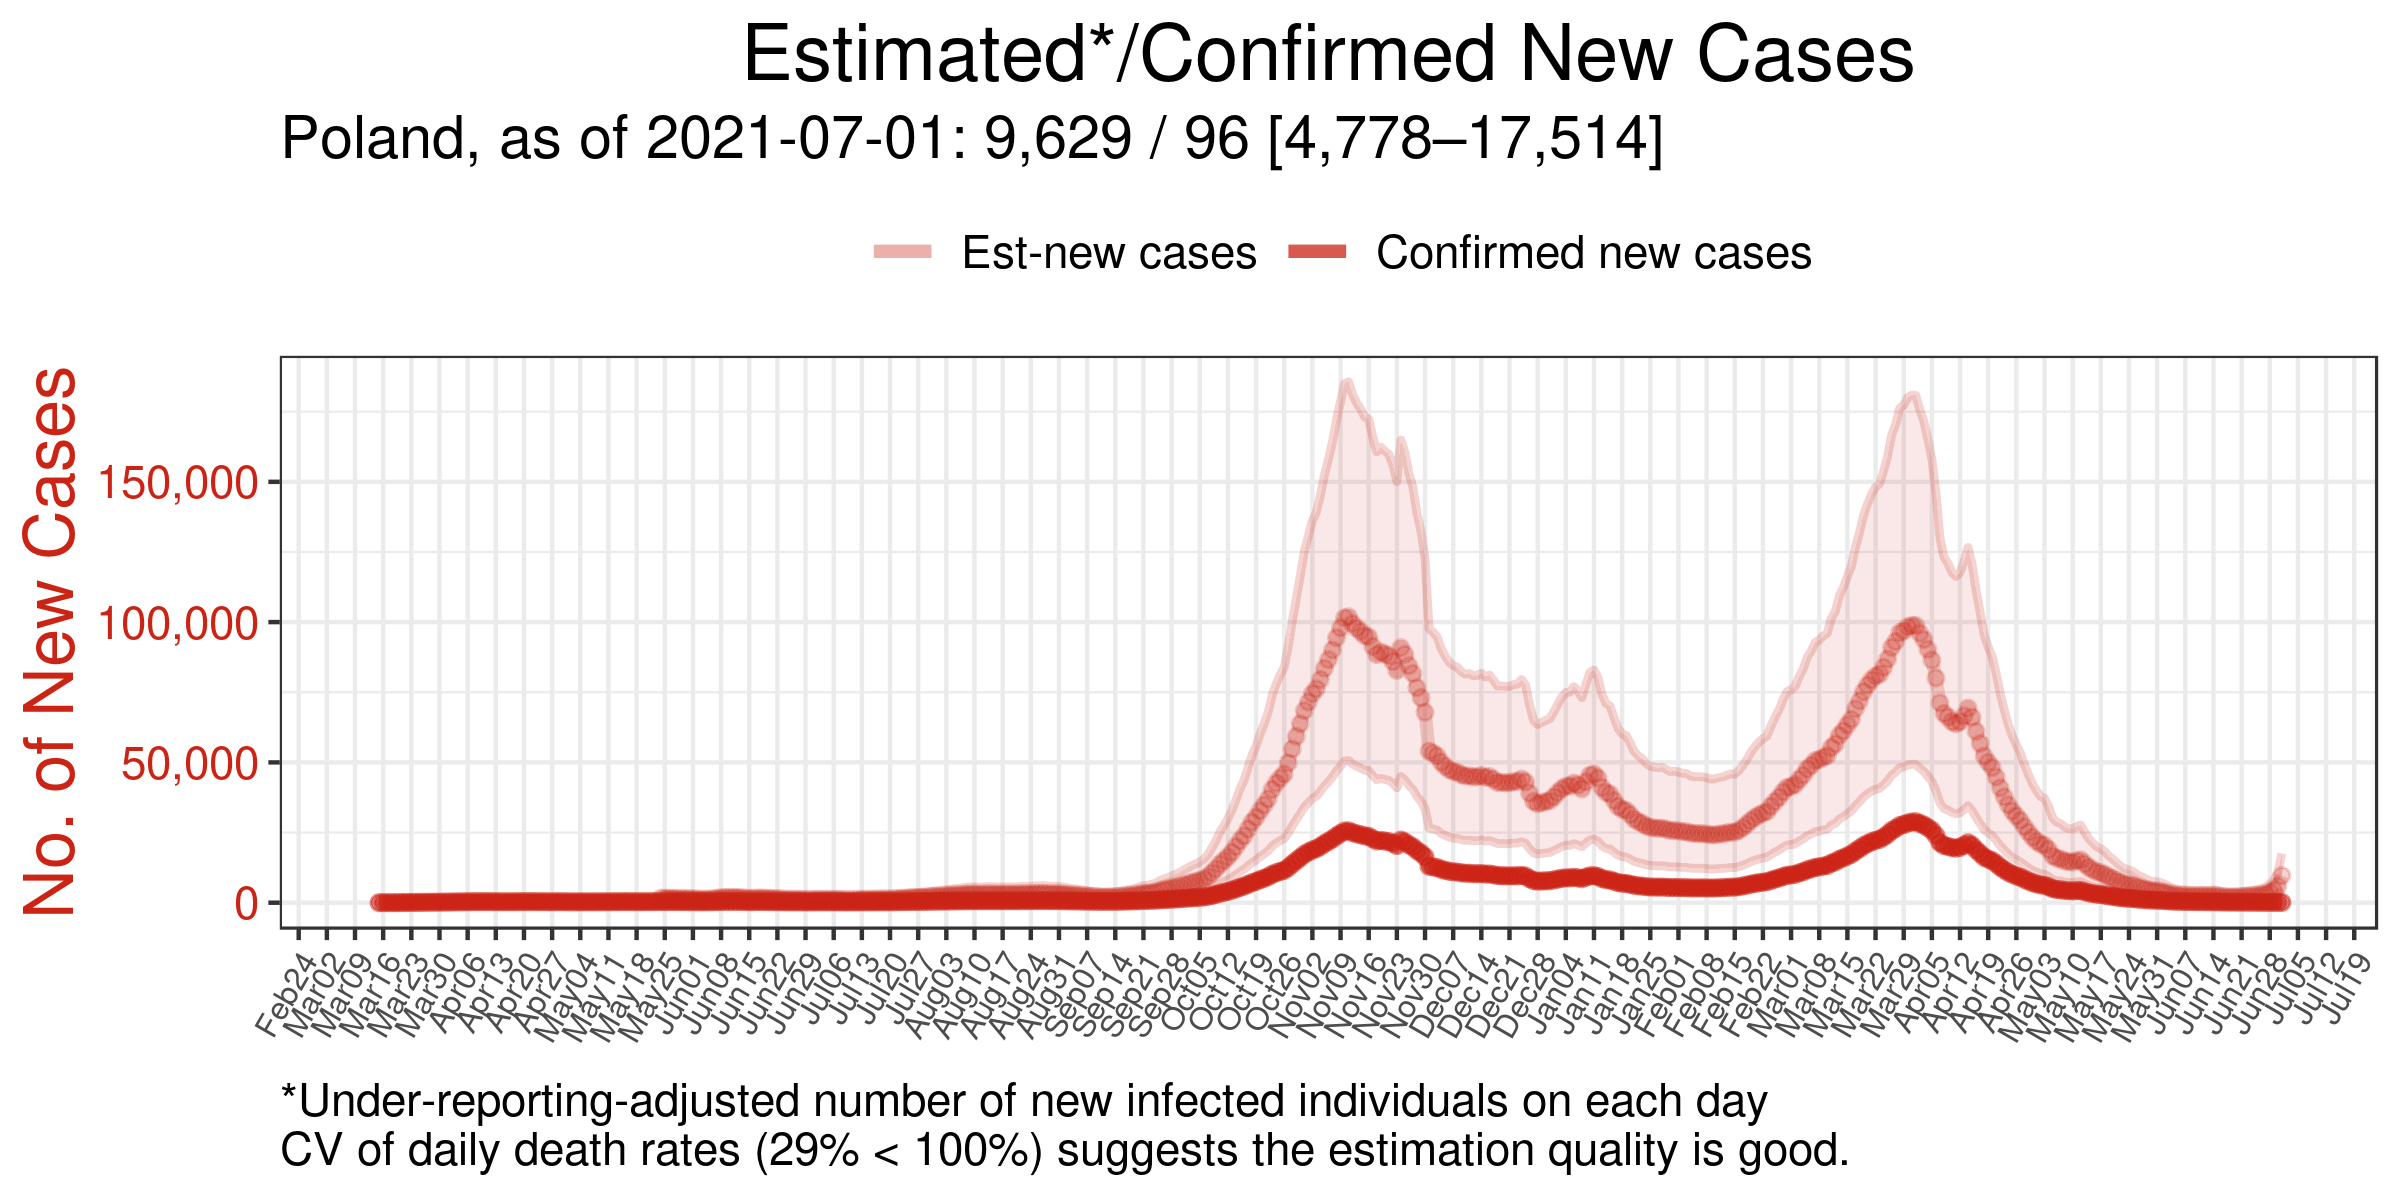 Estimated*/Confirmed New Cases
Poland, as of 2021-07-01: 9,629 / 96 [4,778–17,514]
Est-new cases Confirmed new cases
No. of New Cases
150,000
100,000
50,000
0
Feb24 Mar02 Mar09 Mar16 Mar23 Mar30 Apr06 Apr13 Apr20 Apr27 May04 May11 May18 May25 Jun01 Jun08 Jun15 Jun22 Jun29 Jul06 Jul13 Jul20 Jul27 Aug03 Aug10 Aug17 Aug24 Aug31 Sep07 Sep14 Sep21 Sep28 Oct05 Oct12 Oct19 Oct26 Nov02 Nov09 Nov16 Nov23 Nov30 Dec07 Dec14 Dec21 Dec28 Jan04 Jan11 Jan18 Jan25 Feb01 Feb08 Feb15 Feb22 Mar01 Mar08 Mar15 Mar22 Mar29 Apr05 Apr12 Apr19 Apr26 May03 May10 May17 May24 May31 Jun07 Jun14 Jun21 Jun28 Jul05 Jul12 Jul19
*Under-reporting-adjusted number of new infected individuals on each day
CV of daily death rates (29% < 100%) suggests the estimation quality is good.